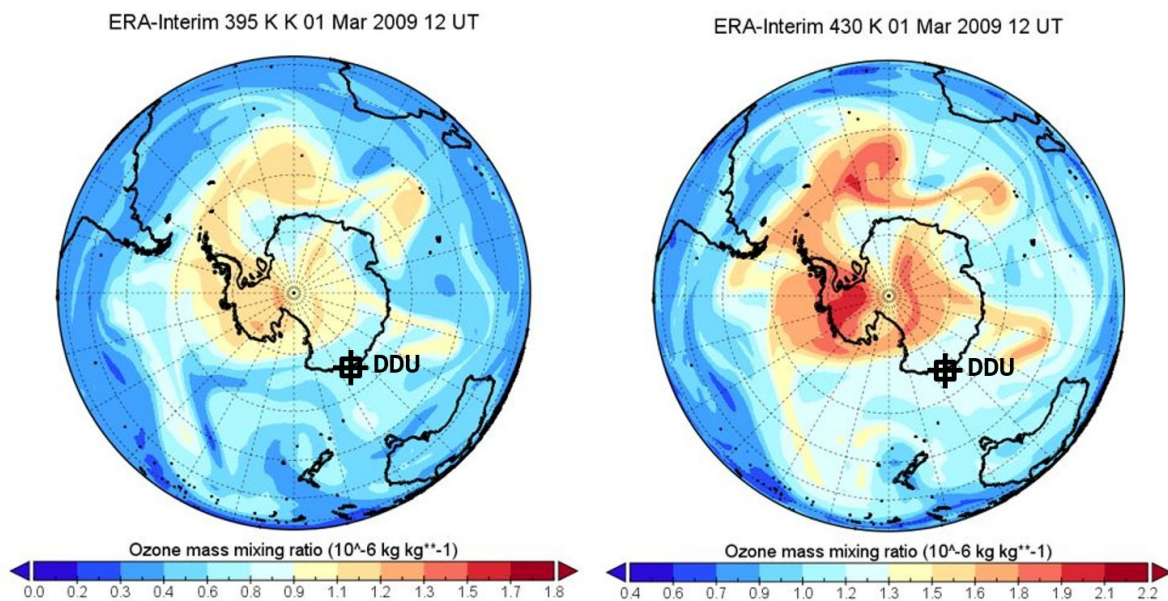 ERA-Interim 395 K K 01 Mar 2009 12 UT
ERA-Interim 430 K 01 Mar 2009 12 UT
DDU
DDU
Ozone mass mixing ratio (10^-6 kg kg**-1)
0.0 0.2 0.3 0.4 0.6 0.8 0.9 1.1 1.2 1.3 1.5 1.7 1.8
Ozone mass mixing ratio (10^-6 kg kg**-1)
0.4 0.6 0.7 0.8 1.0 1.1 1.3 1.5 1.6 1.8 1.9 2.1 2.2